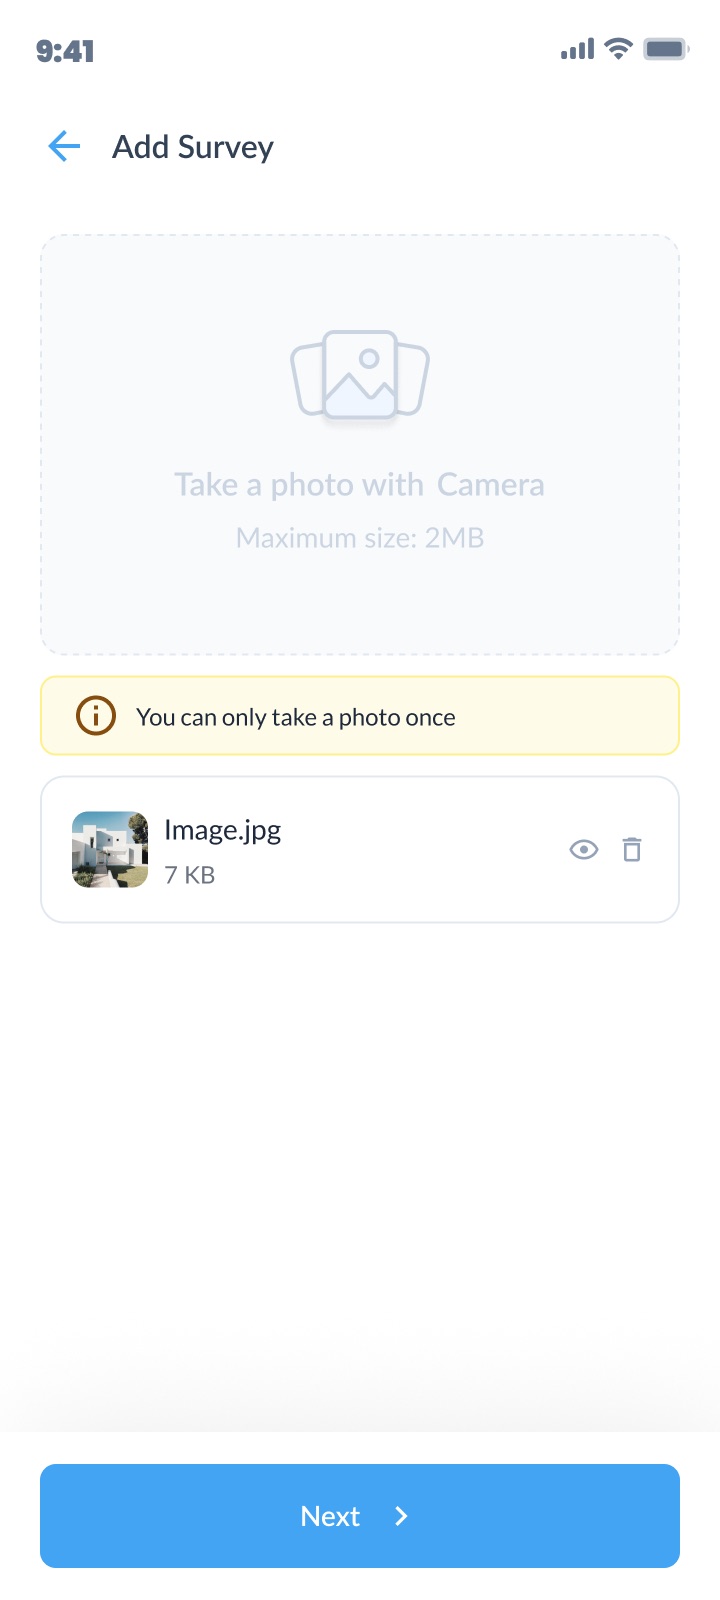 9:41
Add Survey
Take a photo with Camera
Maximum size: 2MB
You can only take a photo once
Image.jpg
7 KB
Next